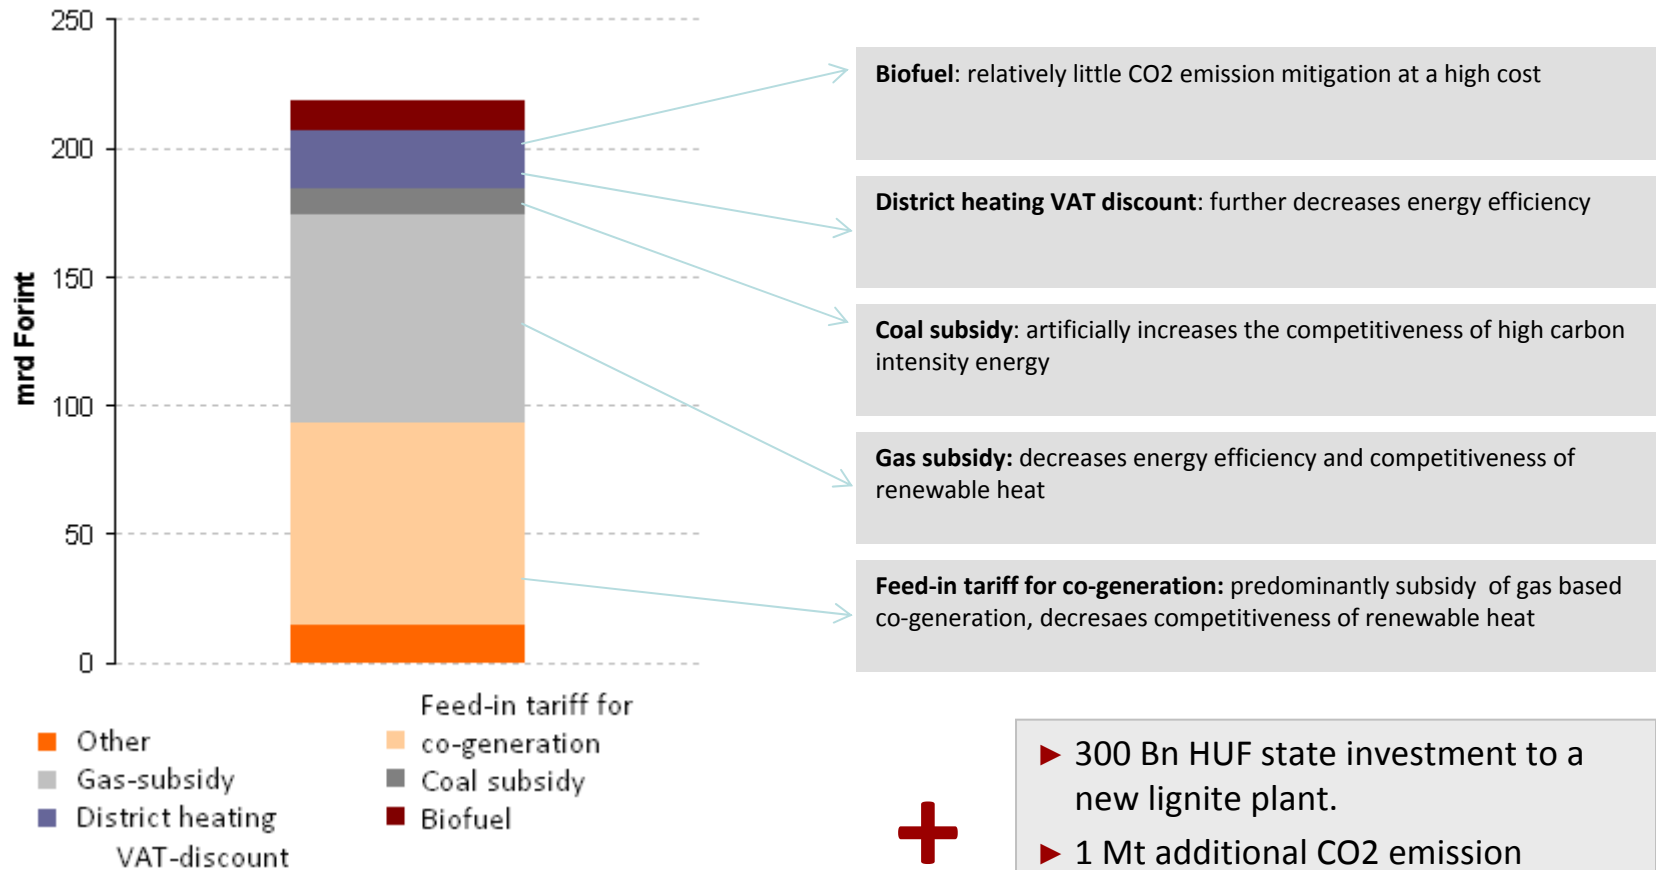 250
200
150
100
50
0
mrd Forint
Other
Gas-subsidy
District heating
VAT-discount
Feed-in tariff for
co-generation
Coal subsidy
Biofuel
Biofuel: relatively little CO2 emission mitigation at a high cost
District heating VAT discount: further decreases energy efficiency
Coal subsidy: artificially increases the competitiveness of high carbon
intensity energy
Gas subsidy: decreases energy efficiency and competitiveness of
renewable heat
Feed-in tariff for co-generation: predominantly subsidy of gas based
co-generation, decresaes competitiveness of renewable heat
+
► 300 Bn HUF state investment to a
new lignite plant.
► 1 Mt additional CO2 emission